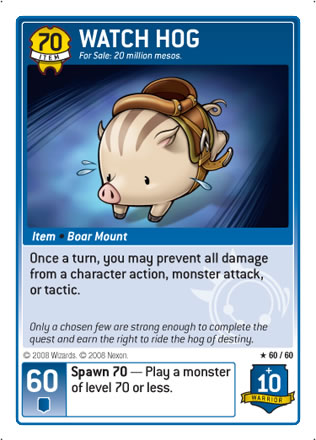 70
ITEM
WATCH HOG
For Sale: 20 million mesos.
Item • Boar Mount
Once a turn, you may prevent all damage
from a character action, monster attack,
or tactic.
Only a chosen few are strong enough to complete the
quest and earn the right to ride the hog of destiny.
© 2008 Wizards. © 2008 Nexon.
★ 60 / 60
60
Spawn 70 — Play a monster
of level 70 or less.
+
10
WARRIOR